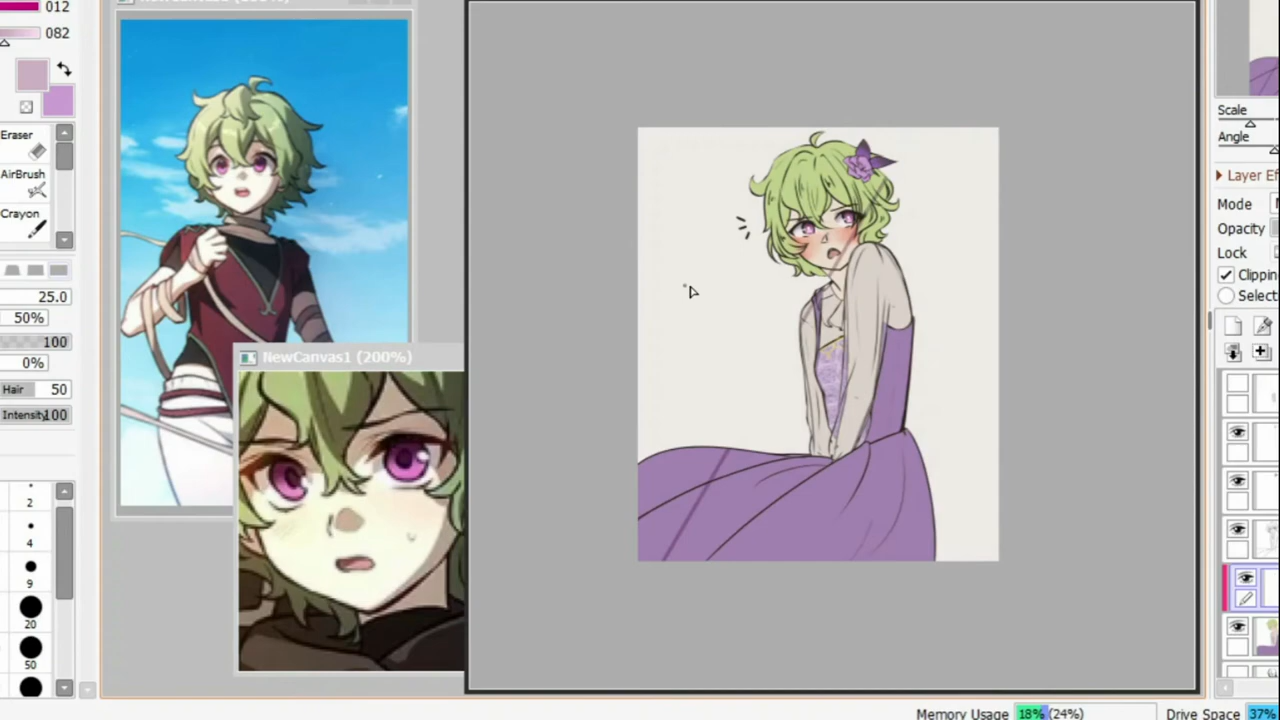 012
082
Eraser
AirBrush
Crayon
25.0
50%
100
0%
Hair 50
Intensity 100
2
4
9
20
50
NewCanvas1 (200%)
Scale
Angle
Layer Ef
Mode
Opacity
Lock
Clippin
Select
Memory Usage 18% (24%)
Drive Space 37%